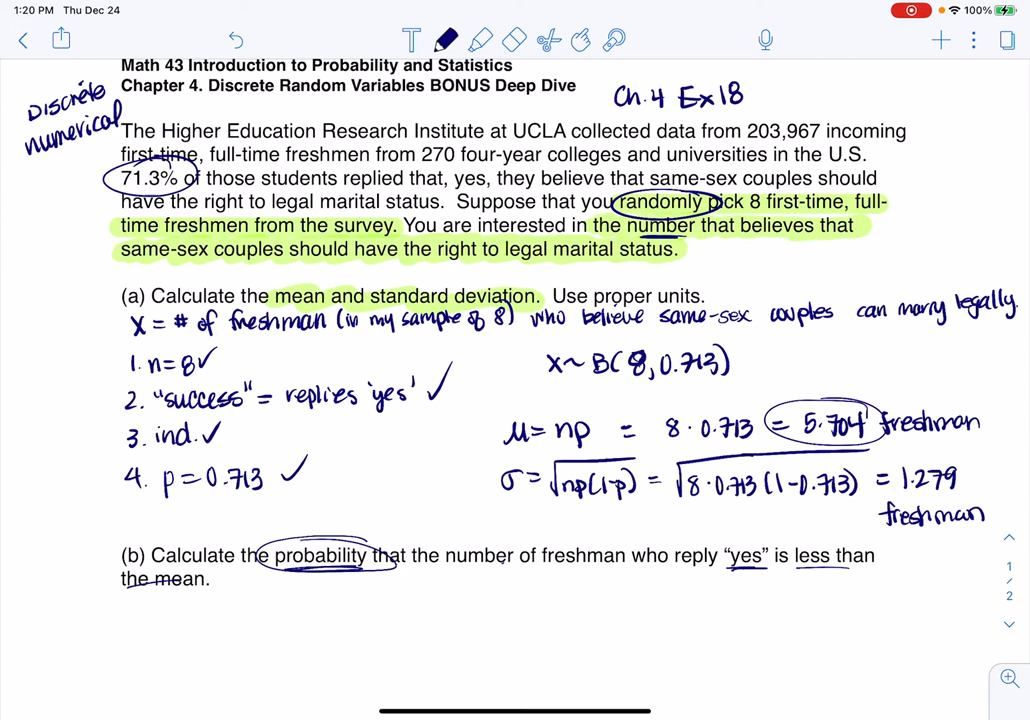 1:20 PM Thu Dec 24
100%
Math 43 Introduction to Probability and Statistics
Chapter 4. Discrete Random Variables BONUS Deep Dive
Ch.4 Ex18
Discrete
numerical
The Higher Education Research Institute at UCLA collected data from 203,967 incoming
first-time, full-time freshmen from 270 four-year colleges and universities in the U.S.
71.3% of those students replied that, yes, they believe that same-sex couples should
have the right to legal marital status. Suppose that you randomly pick 8 first-time, full-
time freshmen from the survey. You are interested in the number that believes that
same-sex couples should have the right to legal marital status.
(a) Calculate the mean and standard deviation. Use proper units.
X = # of freshman (in my sample of 8) who believe same-sex couples can marry legally.
1. n=8✓
X~B(8,0.713)
2. "success" = replies 'yes' ✓
3. ind. ✓
μ = np = 8·0.713 = 5.704 freshman
4. p=0.713 ✓
σ = √np(1-p) = √8·0.713(1-0.713) = 1.279
freshman
(b) Calculate the probability that the number of freshman who reply “yes” is less than
the mean.
1
/
2